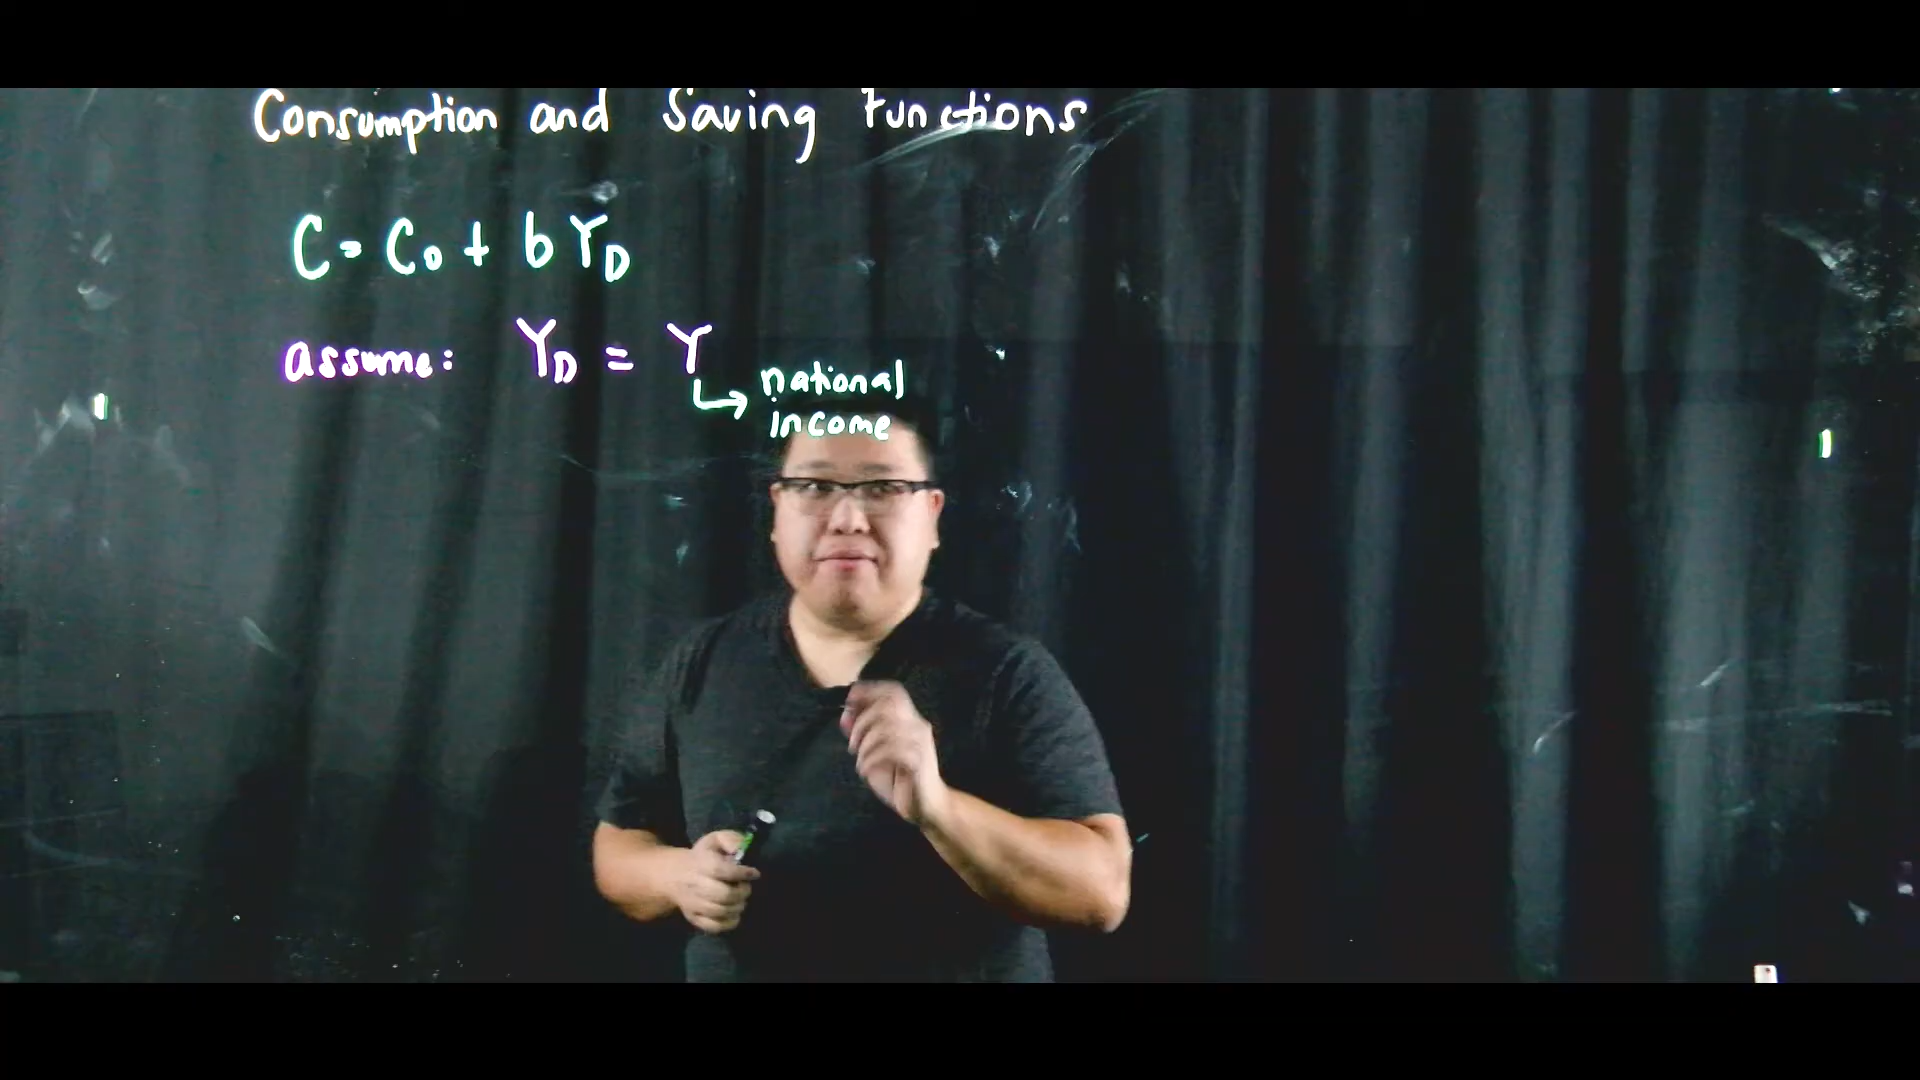 Consumption and Saving Functions
C = C₀ + bY_D
assume: Y_D = Y
national
income